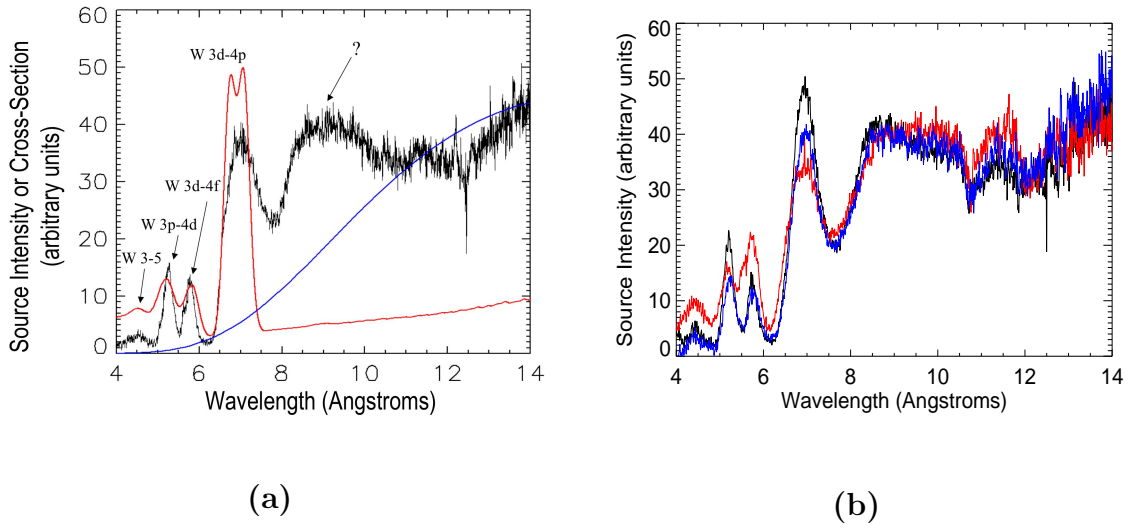 60
50
40
30
20
10
0
4
6
8
10
12
14
Source Intensity or Cross-Section
(arbitrary units)
Wavelength (Angstroms)
W 3d-4p
?
W 3d-4f
W 3p-4d
W 3-5
(a)
60
50
40
30
20
10
0
4
6
8
10
12
14
Source Intensity (arbitrary units)
Wavelength (Angstroms)
(b)